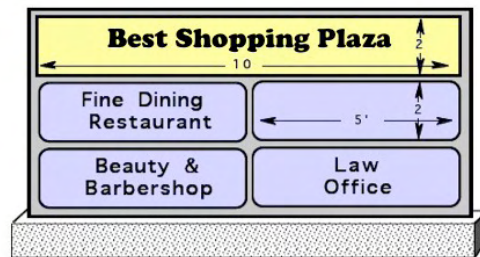 Best Shopping Plaza
2
10
Fine Dining
Restaurant
2
5'
Beauty &
Barbershop
Law
Office